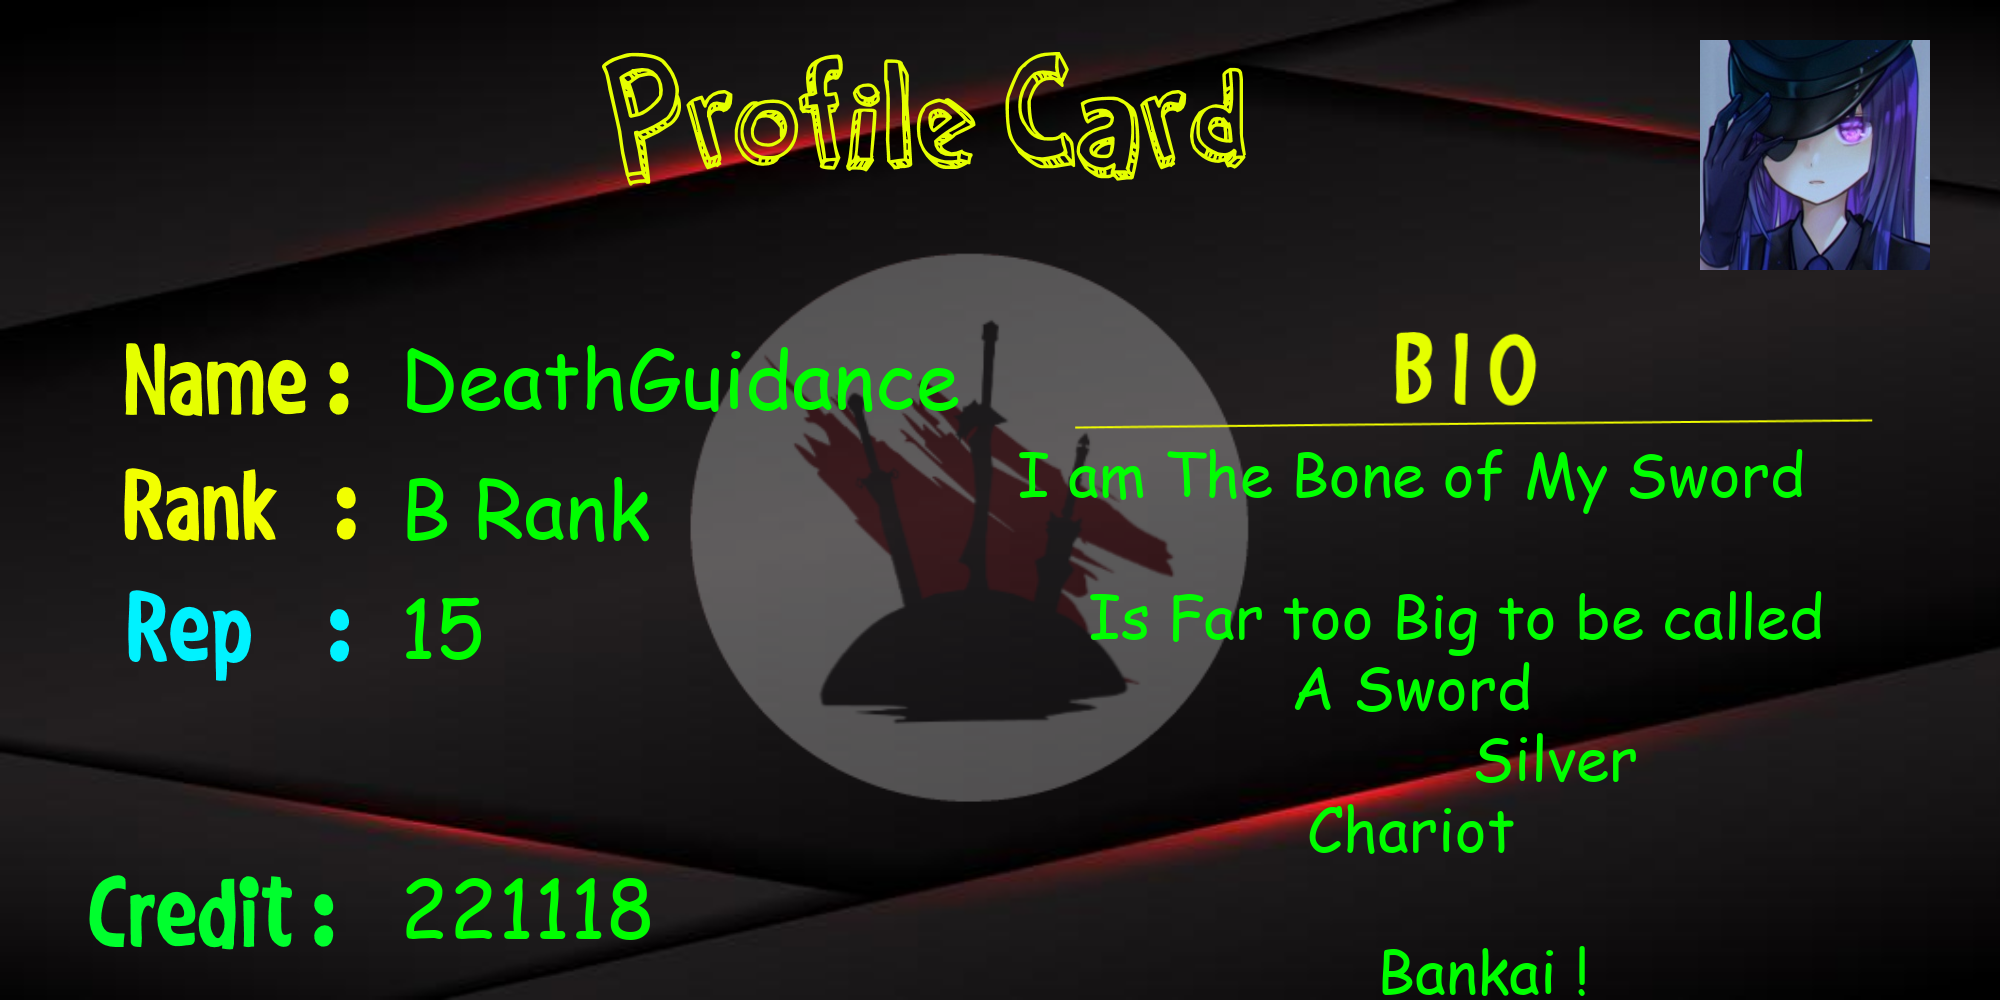 Profile Card
Name : DeathGuidance
Rank : B Rank
Rep : 15
Credit : 221118
BIO
I am The Bone of My Sword
Is Far too Big to be called
A Sword
Silver
Chariot
Bankai !